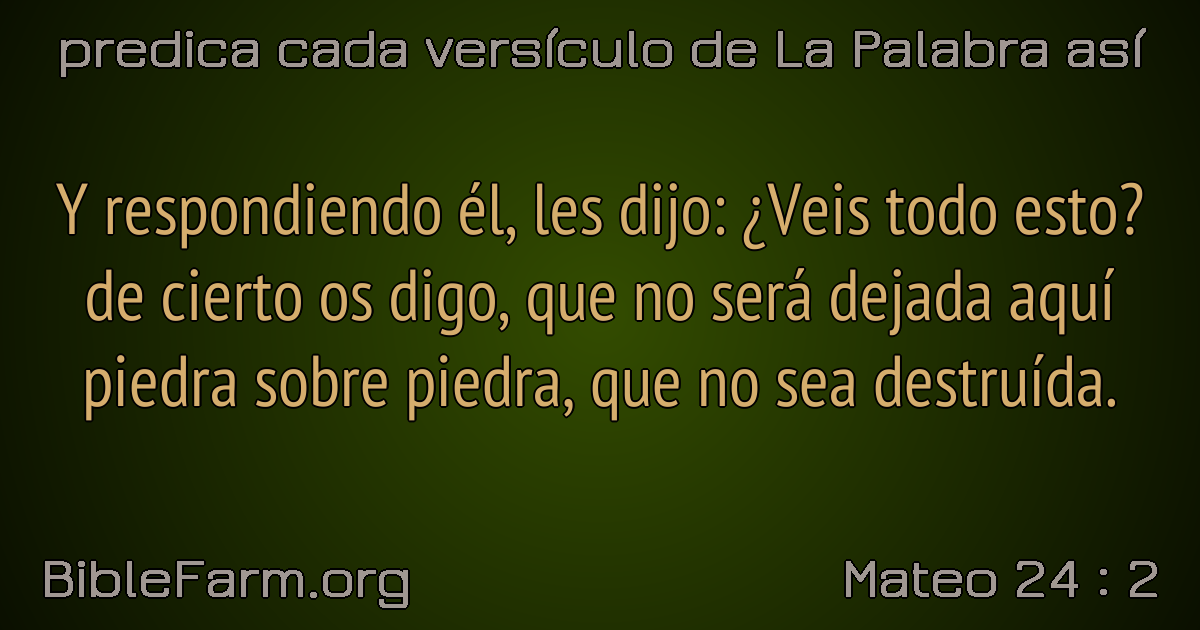 predica cada versículo de La Palabra así
Y respondiendo él, les dijo: ¿Veis todo esto?
de cierto os digo, que no será dejada aquí
piedra sobre piedra, que no sea destruída.
BibleFarm.org
Mateo 24 : 2